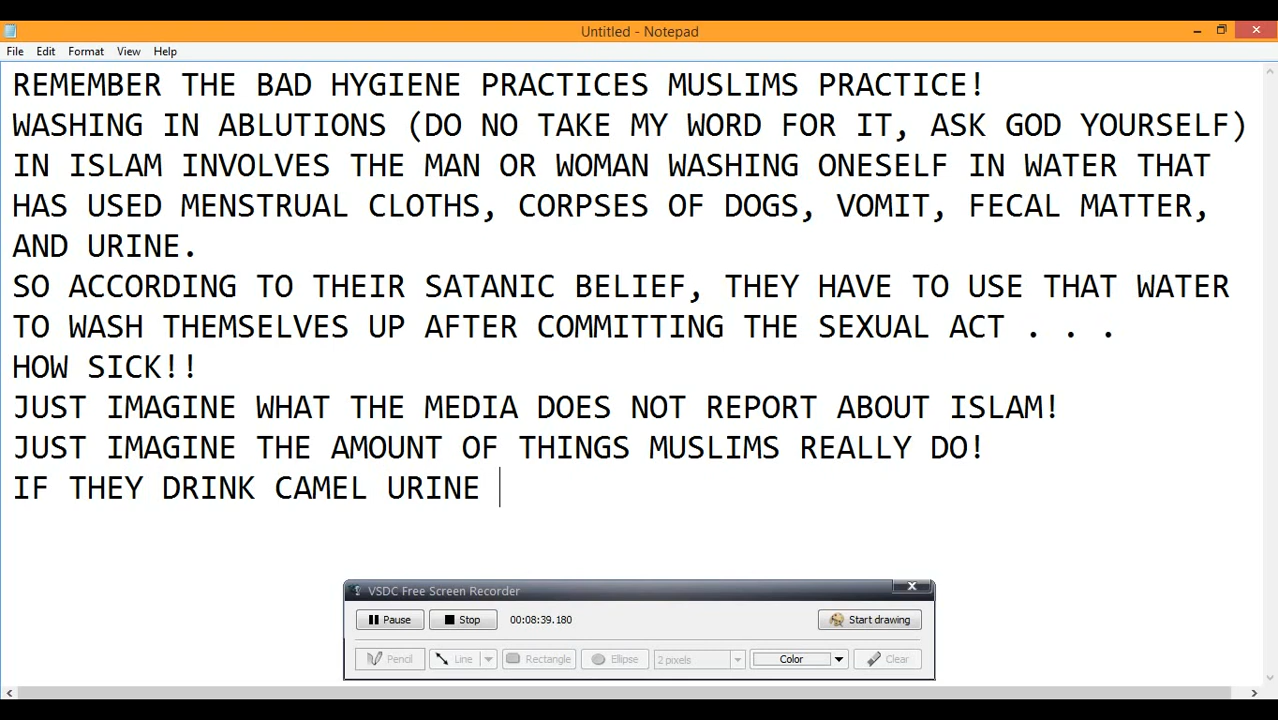 Untitled - Notepad
File Edit Format View Help
REMEMBER THE BAD HYGIENE PRACTICES MUSLIMS PRACTICE!
WASHING IN ABLUTIONS (DO NO TAKE MY WORD FOR IT, ASK GOD YOURSELF)
IN ISLAM INVOLVES THE MAN OR WOMAN WASHING ONESELF IN WATER THAT
HAS USED MENSTRUAL CLOTHS, CORPSES OF DOGS, VOMIT, FECAL MATTER,
AND URINE.
SO ACCORDING TO THEIR SATANIC BELIEF, THEY HAVE TO USE THAT WATER
TO WASH THEMSELVES UP AFTER COMMITTING THE SEXUAL ACT . . .
HOW SICK!!
JUST IMAGINE WHAT THE MEDIA DOES NOT REPORT ABOUT ISLAM!
JUST IMAGINE THE AMOUNT OF THINGS MUSLIMS REALLY DO!
IF THEY DRINK CAMEL URINE
VSDC Free Screen Recorder
Pause Stop 00:08:39.180 Start drawing
Pencil Line Rectangle Ellipse 2 pixels Color Clear